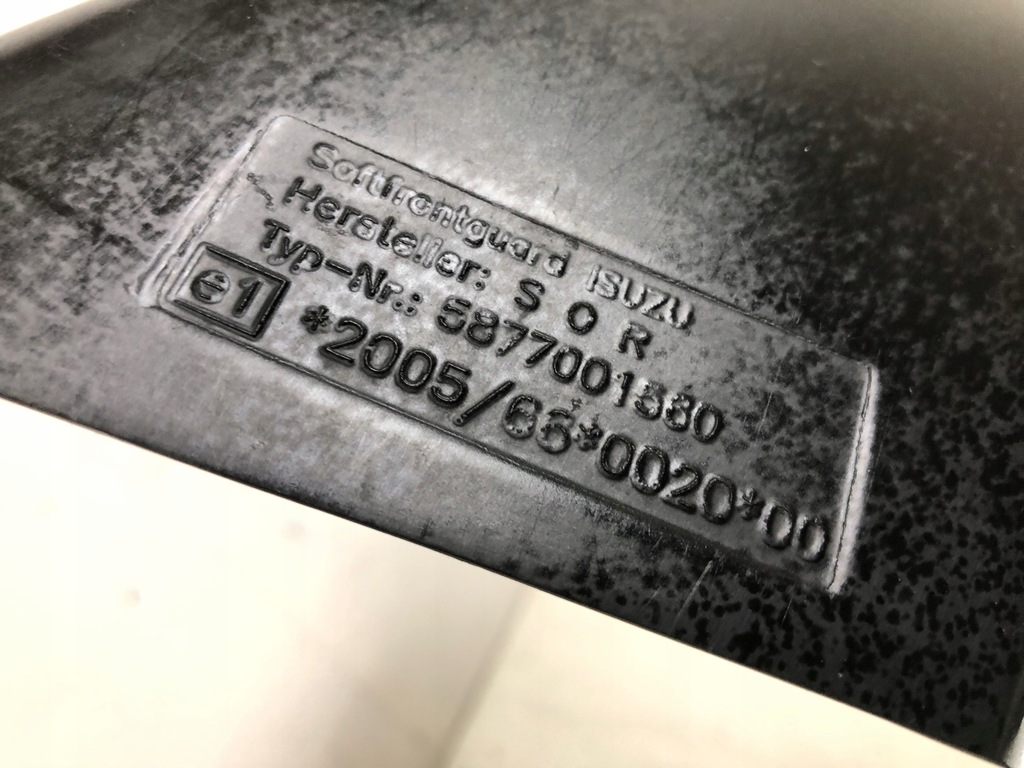 Softfrontguard ISUZU
Hersteller: S O R
Typ-Nr.: 5877001580
e1 *2005/66*0020*00